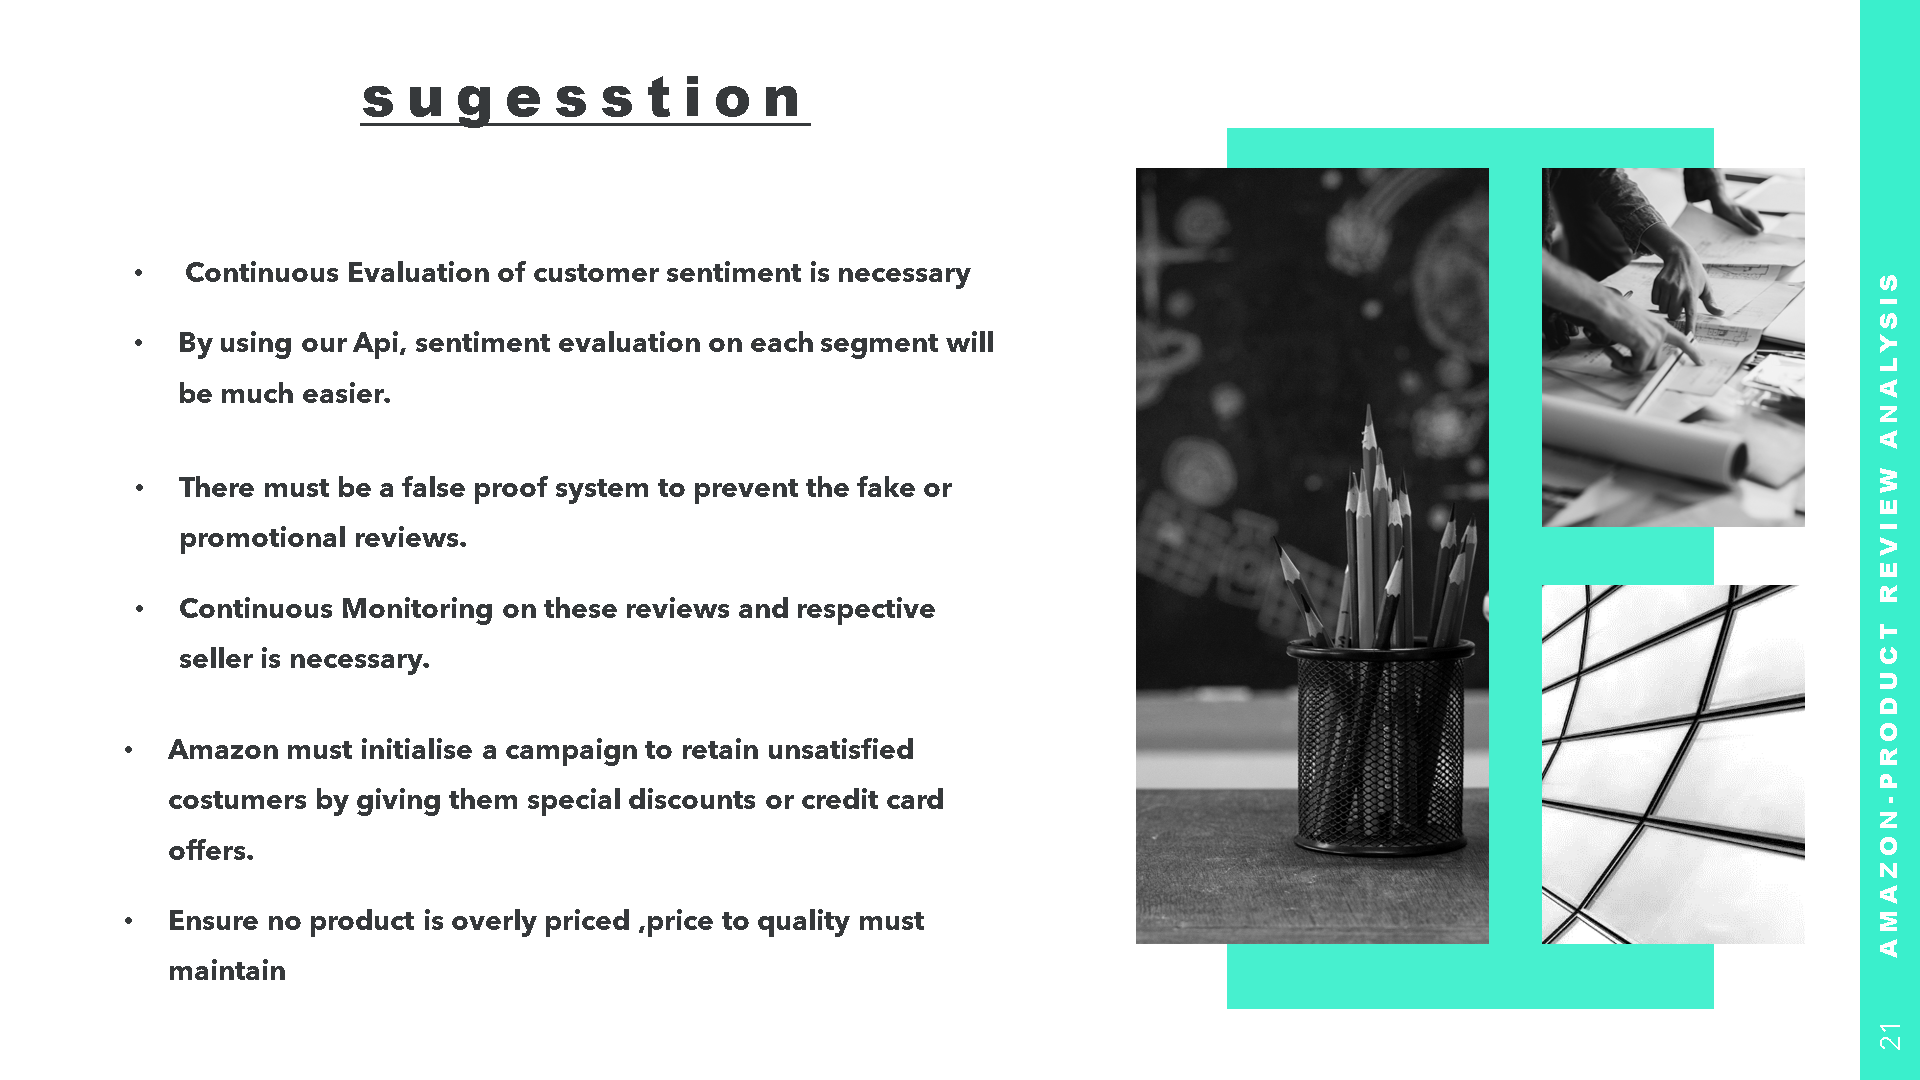 sugesstion
• Continuous Evaluation of customer sentiment is necessary
• By using our Api, sentiment evaluation on each segment will
be much easier.
• There must be a false proof system to prevent the fake or
promotional reviews.
• Continuous Monitoring on these reviews and respective
seller is necessary.
• Amazon must initialise a campaign to retain unsatisfied
costumers by giving them special discounts or credit card
offers.
• Ensure no product is overly priced ,price to quality must
maintain
AMAZON-PRODUCT REVIEW ANALYSIS
21